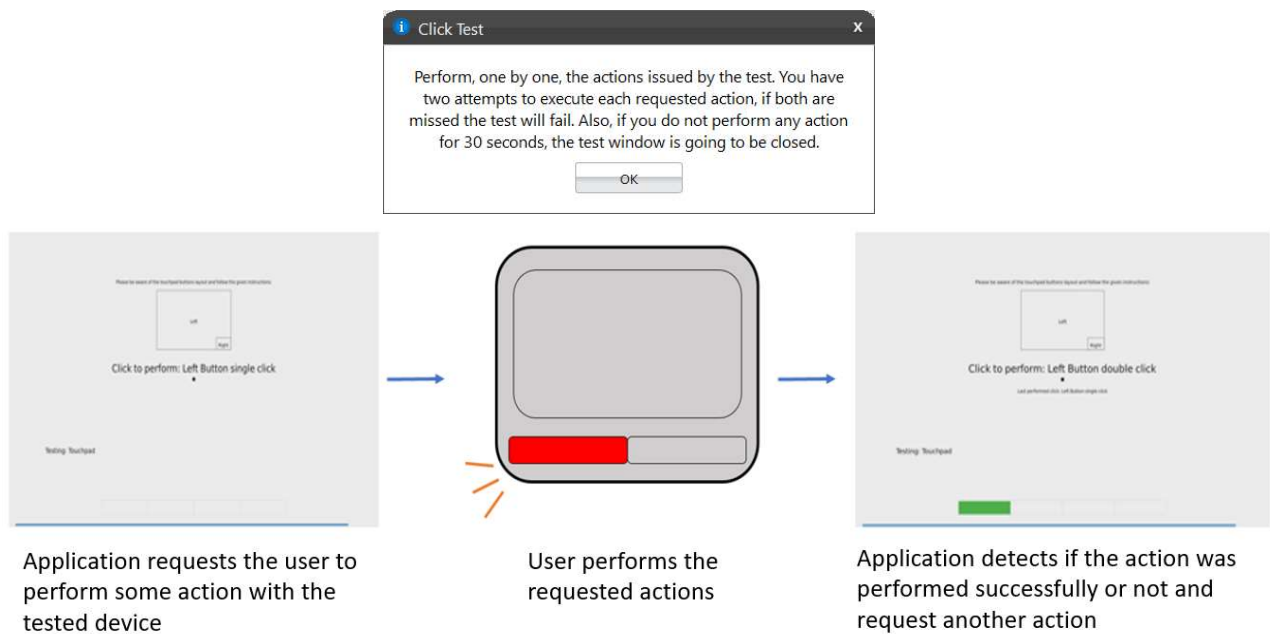 Click Test
X
Perform, one by one, the actions issued by the test. You have
two attempts to execute each requested action, if both are
missed the test will fail. Also, if you do not perform any action
for 30 seconds, the test window is going to be closed.
OK
Please be aware of the touchpad buttons layout and follow the given instructions:
Left
Right
Click to perform: Left Button single click
Testing: Touchpad
Please be aware of the touchpad buttons layout and follow the given instructions:
Left
Right
Click to perform: Left Button double click
Last performed click: Left Button single click
Testing: Touchpad
Application requests the user to
perform some action with the
tested device
User performs the
requested actions
Application detects if the action was
performed successfully or not and
request another action